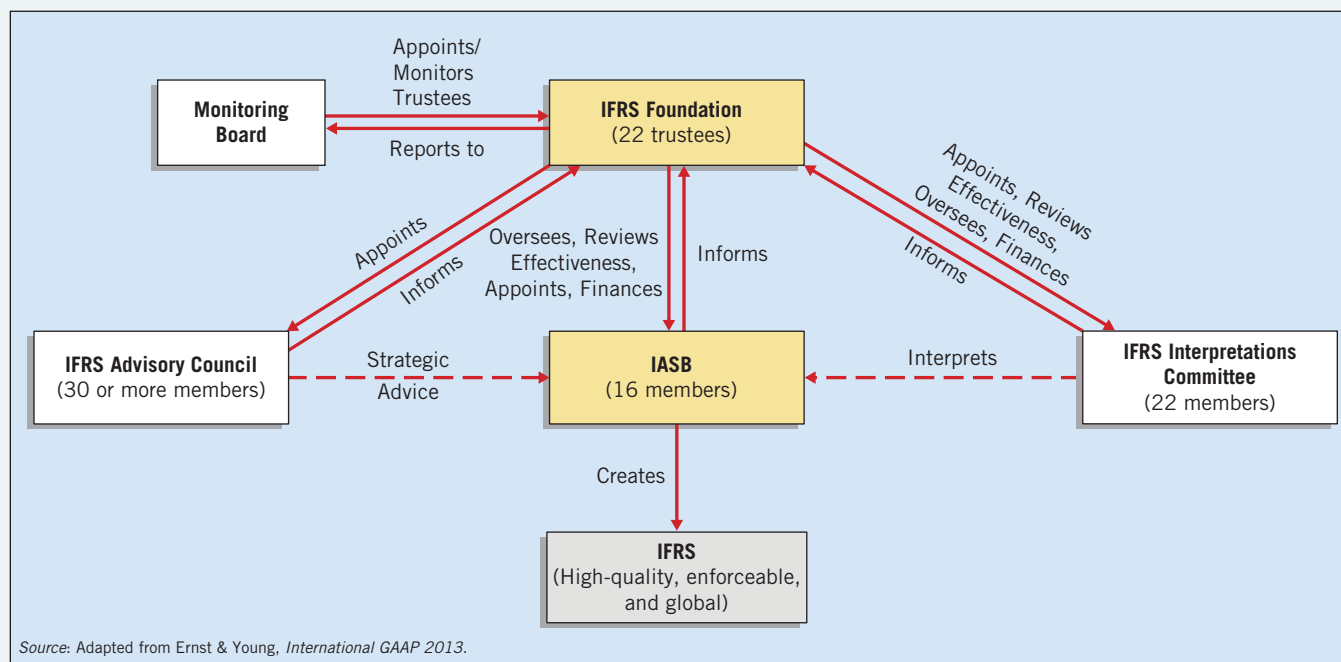 Appoints/
Monitors
Trustees
Monitoring
Board
IFRS Foundation
(22 trustees)
Reports to
Appoints
Informs
Oversees, Reviews
Effectiveness,
Appoints, Finances
Informs
Appoints, Reviews
Effectiveness,
Oversees, Finances
Informs
IFRS Advisory Council
(30 or more members)
Strategic
Advice
IASB
(16 members)
Interprets
IFRS Interpretations
Committee
(22 members)
Creates
IFRS
(High-quality, enforceable,
and global)
Source: Adapted from Ernst & Young, International GAAP 2013.